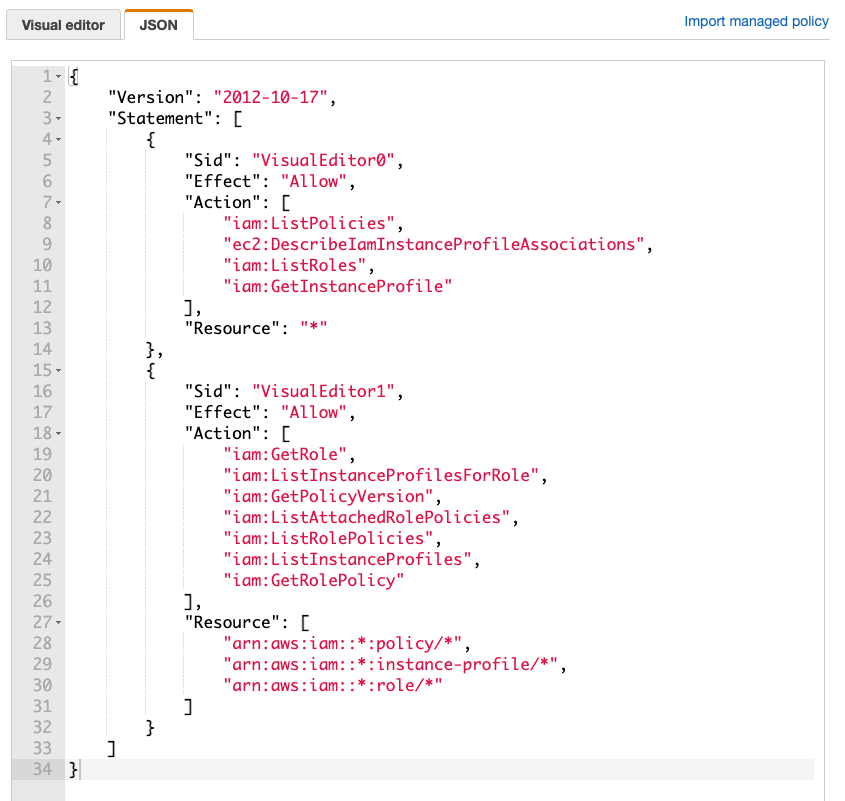 Visual editor JSON Import managed policy
1 {
2 "Version": "2012-10-17",
3 "Statement": [
4 {
5 "Sid": "VisualEditor0",
6 "Effect": "Allow",
7 "Action": [
8 "iam:ListPolicies",
9 "ec2:DescribeIamInstanceProfileAssociations",
10 "iam:ListRoles",
11 "iam:GetInstanceProfile"
12 ],
13 "Resource": "*"
14 },
15 {
16 "Sid": "VisualEditor1",
17 "Effect": "Allow",
18 "Action": [
19 "iam:GetRole",
20 "iam:ListInstanceProfilesForRole",
21 "iam:GetPolicyVersion",
22 "iam:ListAttachedRolePolicies",
23 "iam:ListRolePolicies",
24 "iam:ListInstanceProfiles",
25 "iam:GetRolePolicy"
26 ],
27 "Resource": [
28 "arn:aws:iam::*:policy/*",
29 "arn:aws:iam::*:instance-profile/*",
30 "arn:aws:iam::*:role/*"
31 ]
32 }
33 ]
34 }